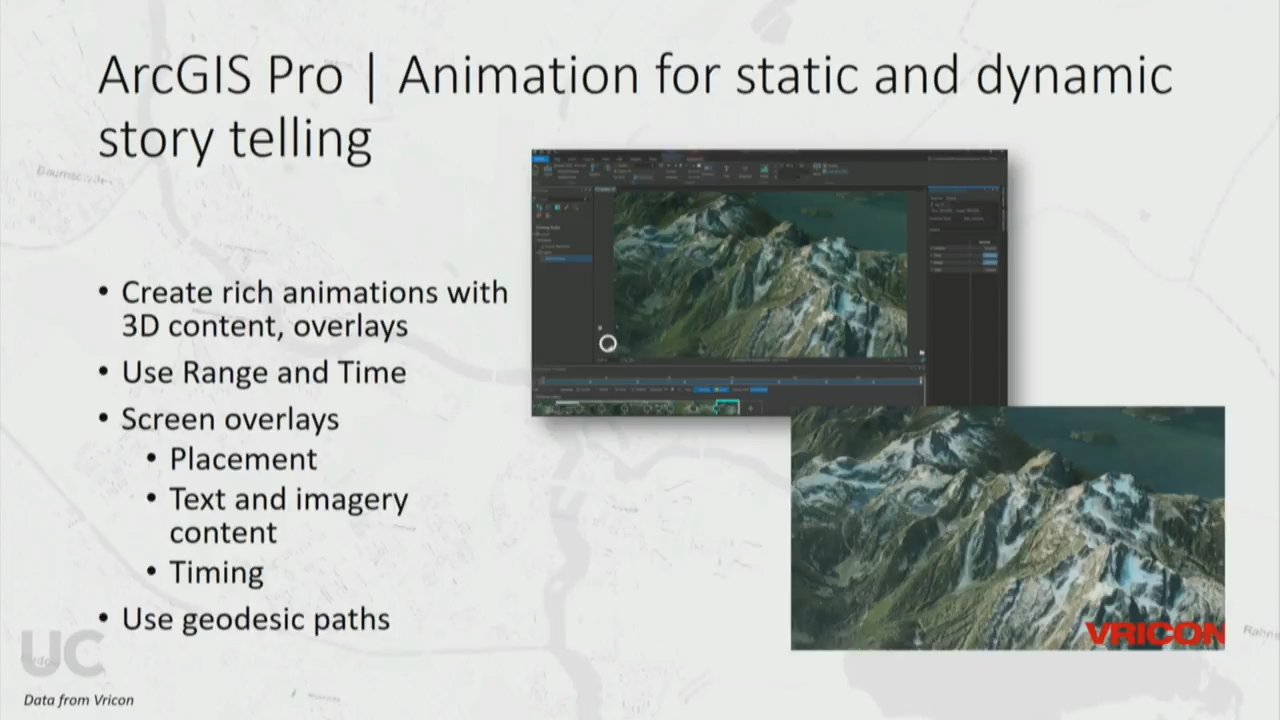 ArcGIS Pro | Animation for static and dynamic
story telling
• Create rich animations with
3D content, overlays
• Use Range and Time
• Screen overlays
• Placement
• Text and imagery
content
• Timing
• Use geodesic paths
VRICON
UC
Data from Vricon